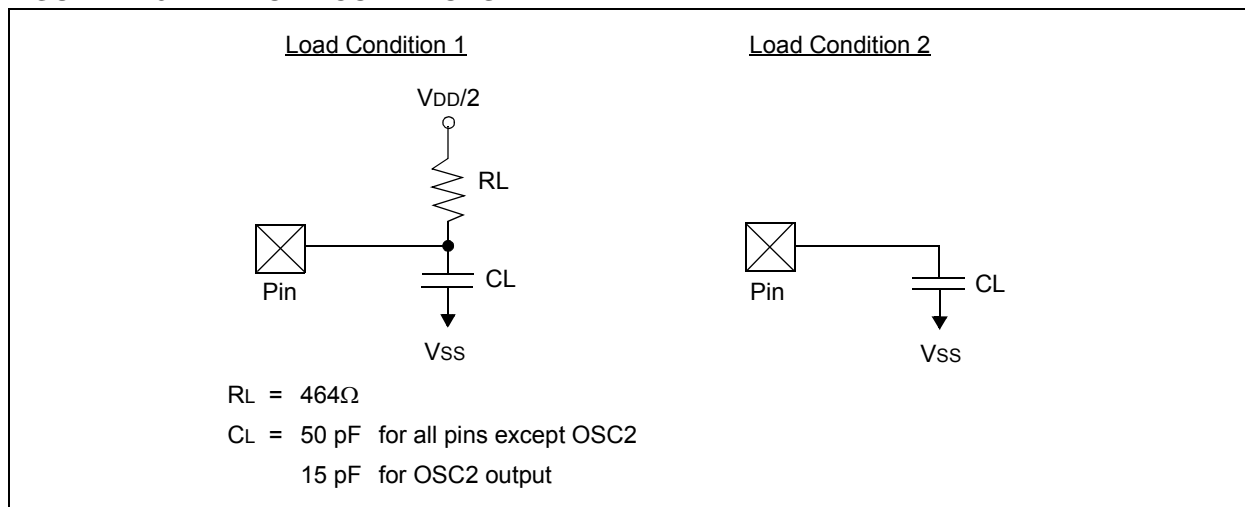 Load Condition 1
Load Condition 2
VDD/2
RL
Pin
CL
VSS
Pin
CL
VSS
RL = 464Ω
CL = 50 pF for all pins except OSC2
15 pF for OSC2 output